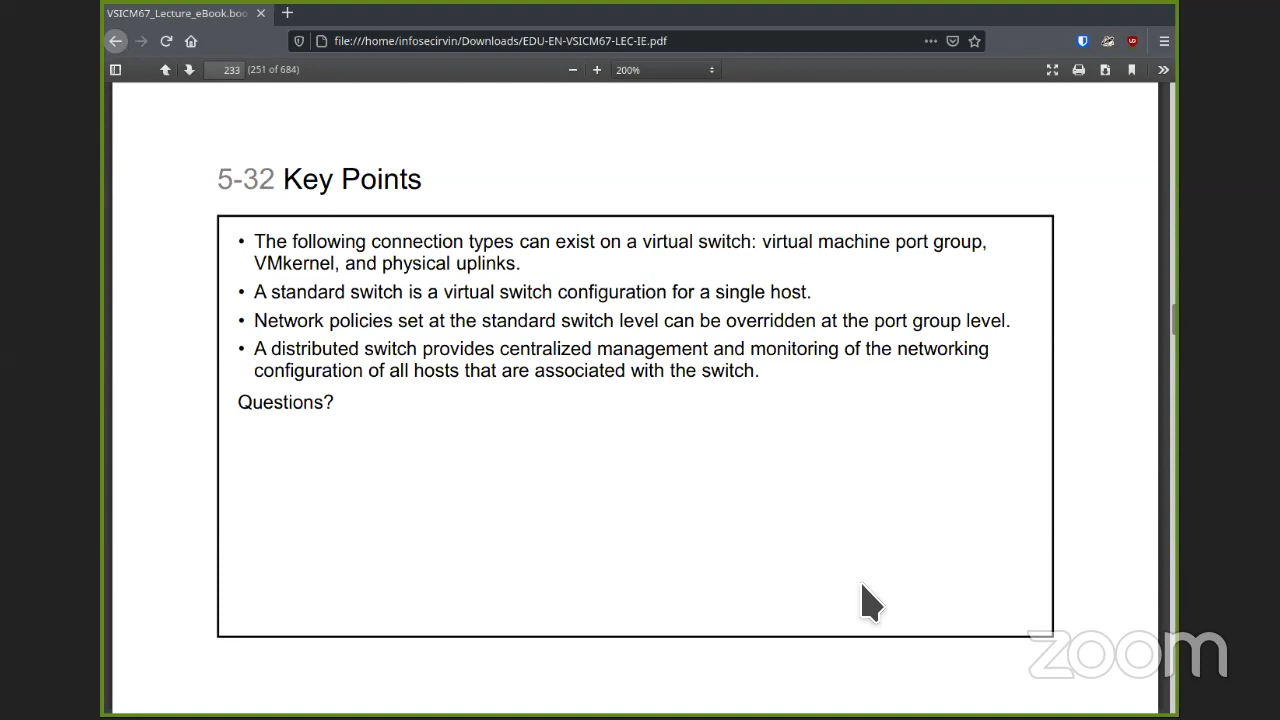 VSICM67_Lecture_eBook.boo
file:///home/infosecirvin/Downloads/EDU-EN-VSICM67-LEC-IE.pdf
233 (251 of 684)
200%
5-32 Key Points
• The following connection types can exist on a virtual switch: virtual machine port group,
VMkernel, and physical uplinks.
• A standard switch is a virtual switch configuration for a single host.
• Network policies set at the standard switch level can be overridden at the port group level.
• A distributed switch provides centralized management and monitoring of the networking
configuration of all hosts that are associated with the switch.
Questions?
zoom